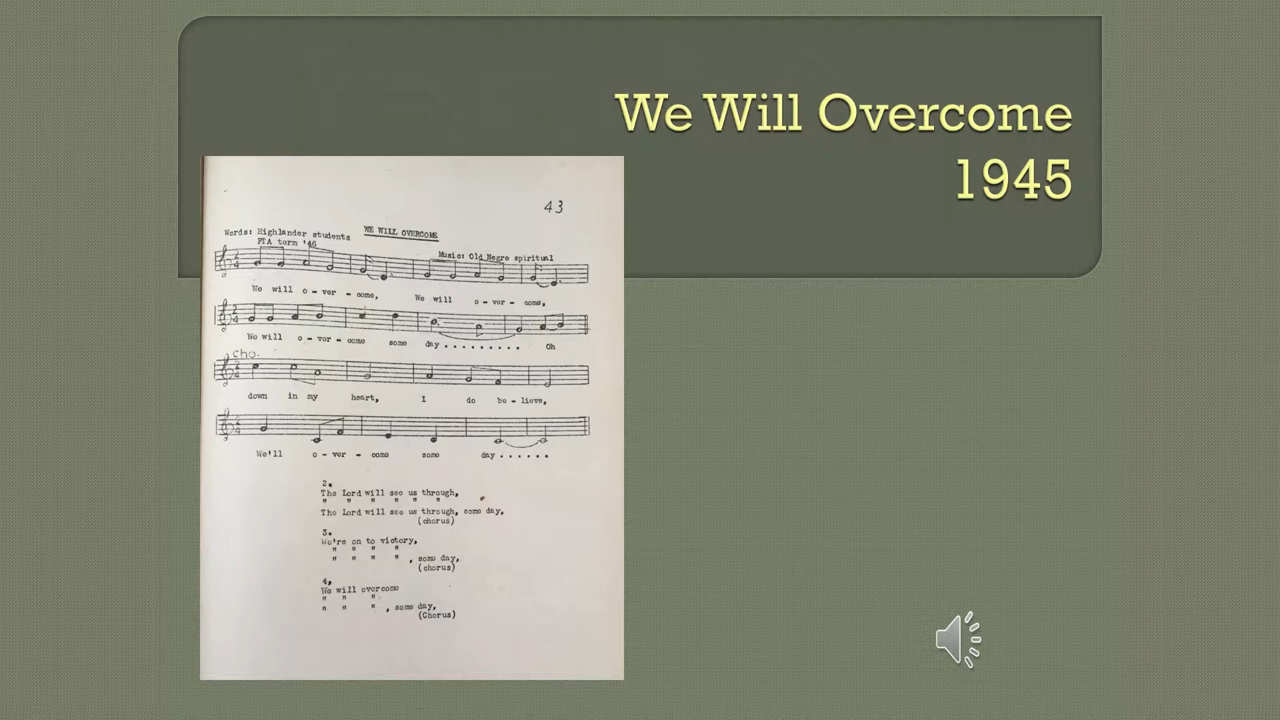 We Will Overcome
1945
43
WE WILL OVERCOME
Words: Highlander students
FTA term '46
Music: Old Negro spiritual
We will o - ver - come, We will o - ver - come,
We will o - ver - come some day......... Oh
cho.
down in my heart, I do be - lieve,
We'll o - ver - come some day......
2.
The Lord will see us through,
" " " " " "
The Lord will see us through, some day,
(chorus)
3.
We're on to victory,
" " " "
" " " " , some day,
(chorus)
4.
We will overcome
" " "
" " " , some day,
(Chorus)